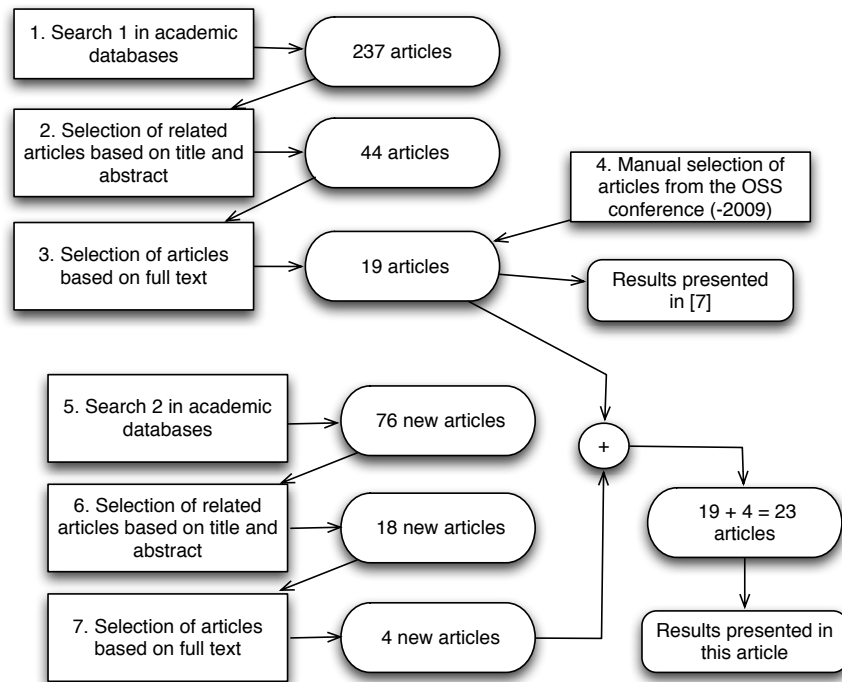 1. Search 1 in academic
databases
237 articles
2. Selection of related
articles based on title and
abstract
44 articles
4. Manual selection of
articles from the OSS
conference (-2009)
3. Selection of articles
based on full text
19 articles
Results presented
in [7]
5. Search 2 in academic
databases
76 new articles
+
6. Selection of related
articles based on title and
abstract
18 new articles
19 + 4 = 23
articles
7. Selection of articles
based on full text
4 new articles
Results presented in
this article